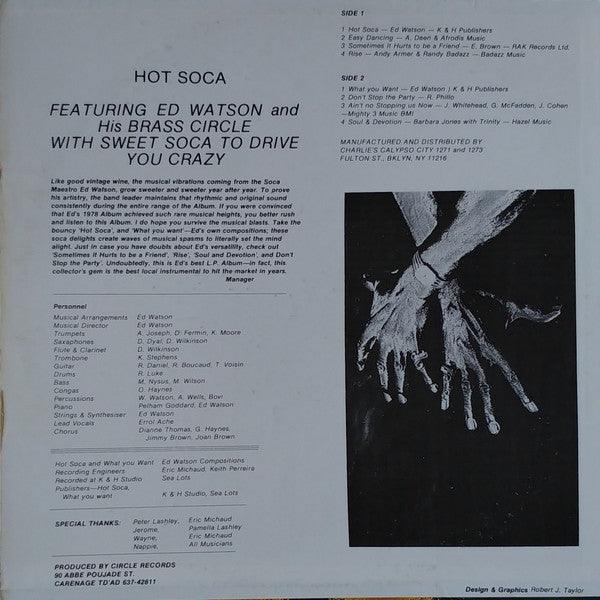 HOT SOCA
FEATURING ED WATSON and
His BRASS CIRCLE
WITH SWEET SOCA TO DRIVE
YOU CRAZY
Like good vintage wine, the musical vibrations coming from the Soca
Maestro Ed Watson, grow sweeter and sweeter year after year. To prove
his artistry, the band leader maintains that rhythmic and original sound
consistently during the entire range of the Album. If you were convinced
that Ed's 1978 Album achieved such rare musical heights, you better rush
and listen to this Album. I do hope you survive the musical blasts. Take the
bouncy 'Hot Soca', and 'What you want'—Ed's own compositions; these
soca delights create waves of musical spasms to literally set the mind
alight. Just in case you have doubts about Ed's versatility, check out
'Sometimes it Hurts to be a Friend', 'Rise', 'Soul and Devotion', and Don't
Stop the Party'. Undoubtedly, this is Ed's best L.P. Album—in fact, this
collector's gem is the best local instrumental to hit the market in years.
Manager
Personnel
Musical Arrangements Ed Watson
Musical Director Ed Watson
Trumpets A. Joseph, D. Fermin, K. Moore
Saxaphones D. Dyal, D. Wilkinson
Flute & Clarinet D. Wilkinson
Trombone K. Stephens
Guitar R. Daniel, R. Boucaud, T. Voisin
Drums R. Luke
Bass M. Nysus, M. Wilson
Congas O. Haynes
Percussions W. Watson, A. Wells, Bovi
Piano Pelham Goddard, Ed Watson
Strings & Synthesiser Ed Watson
Lead Vocals Errol Ache
Chorus Dianne Thomas, G. Haynes,
Jimmy Brown, Joan Brown
Hot Soca and What you Want Ed Watson Compositions
Recording Engineers Eric Michaud, Keith Perreira
Recorded at K & H Studio Sea Lots
Publishers—Hot Soca,
What you want K & H Studio, Sea Lots
SPECIAL THANKS: Peter Lashley, Eric Michaud
Jerome, Pamella Lashley
Wayne, Eric Michaud
Nappie, All Musicians
PRODUCED BY CIRCLE RECORDS
90 ABBE POUJADE ST.
CARENAGE TD'AD 637-42611
SIDE 1
1 Hot Soca — Ed Watson — K & H Publishers
2 Easy Dancing — A. Deen & Afrodis Music
3 Sometimes It Hurts to be a Friend — E. Brown — RAK Records Ltd.
4 Rise — Andy Armer & Randy Badazz — Badazz Music
SIDE 2
1 What you Want — Ed Watson ) K & H Publishers
2 Don't Stop the Party — R. Phillo
3 Ain't no Stopping us Now — J. Whitehead, G. McFadden, J. Cohen
—Mighty 3 Music BMI
4 Soul & Devotion — Barbara Jones with Trinity — Hazel Music
MANUFACTURED AND DISTRIBUTED BY
CHARLIE'S CALYPSO CITY 1271 and 1273
FULTON ST., BKLYN, NY 11216
Design & Graphics Robert J. Taylor